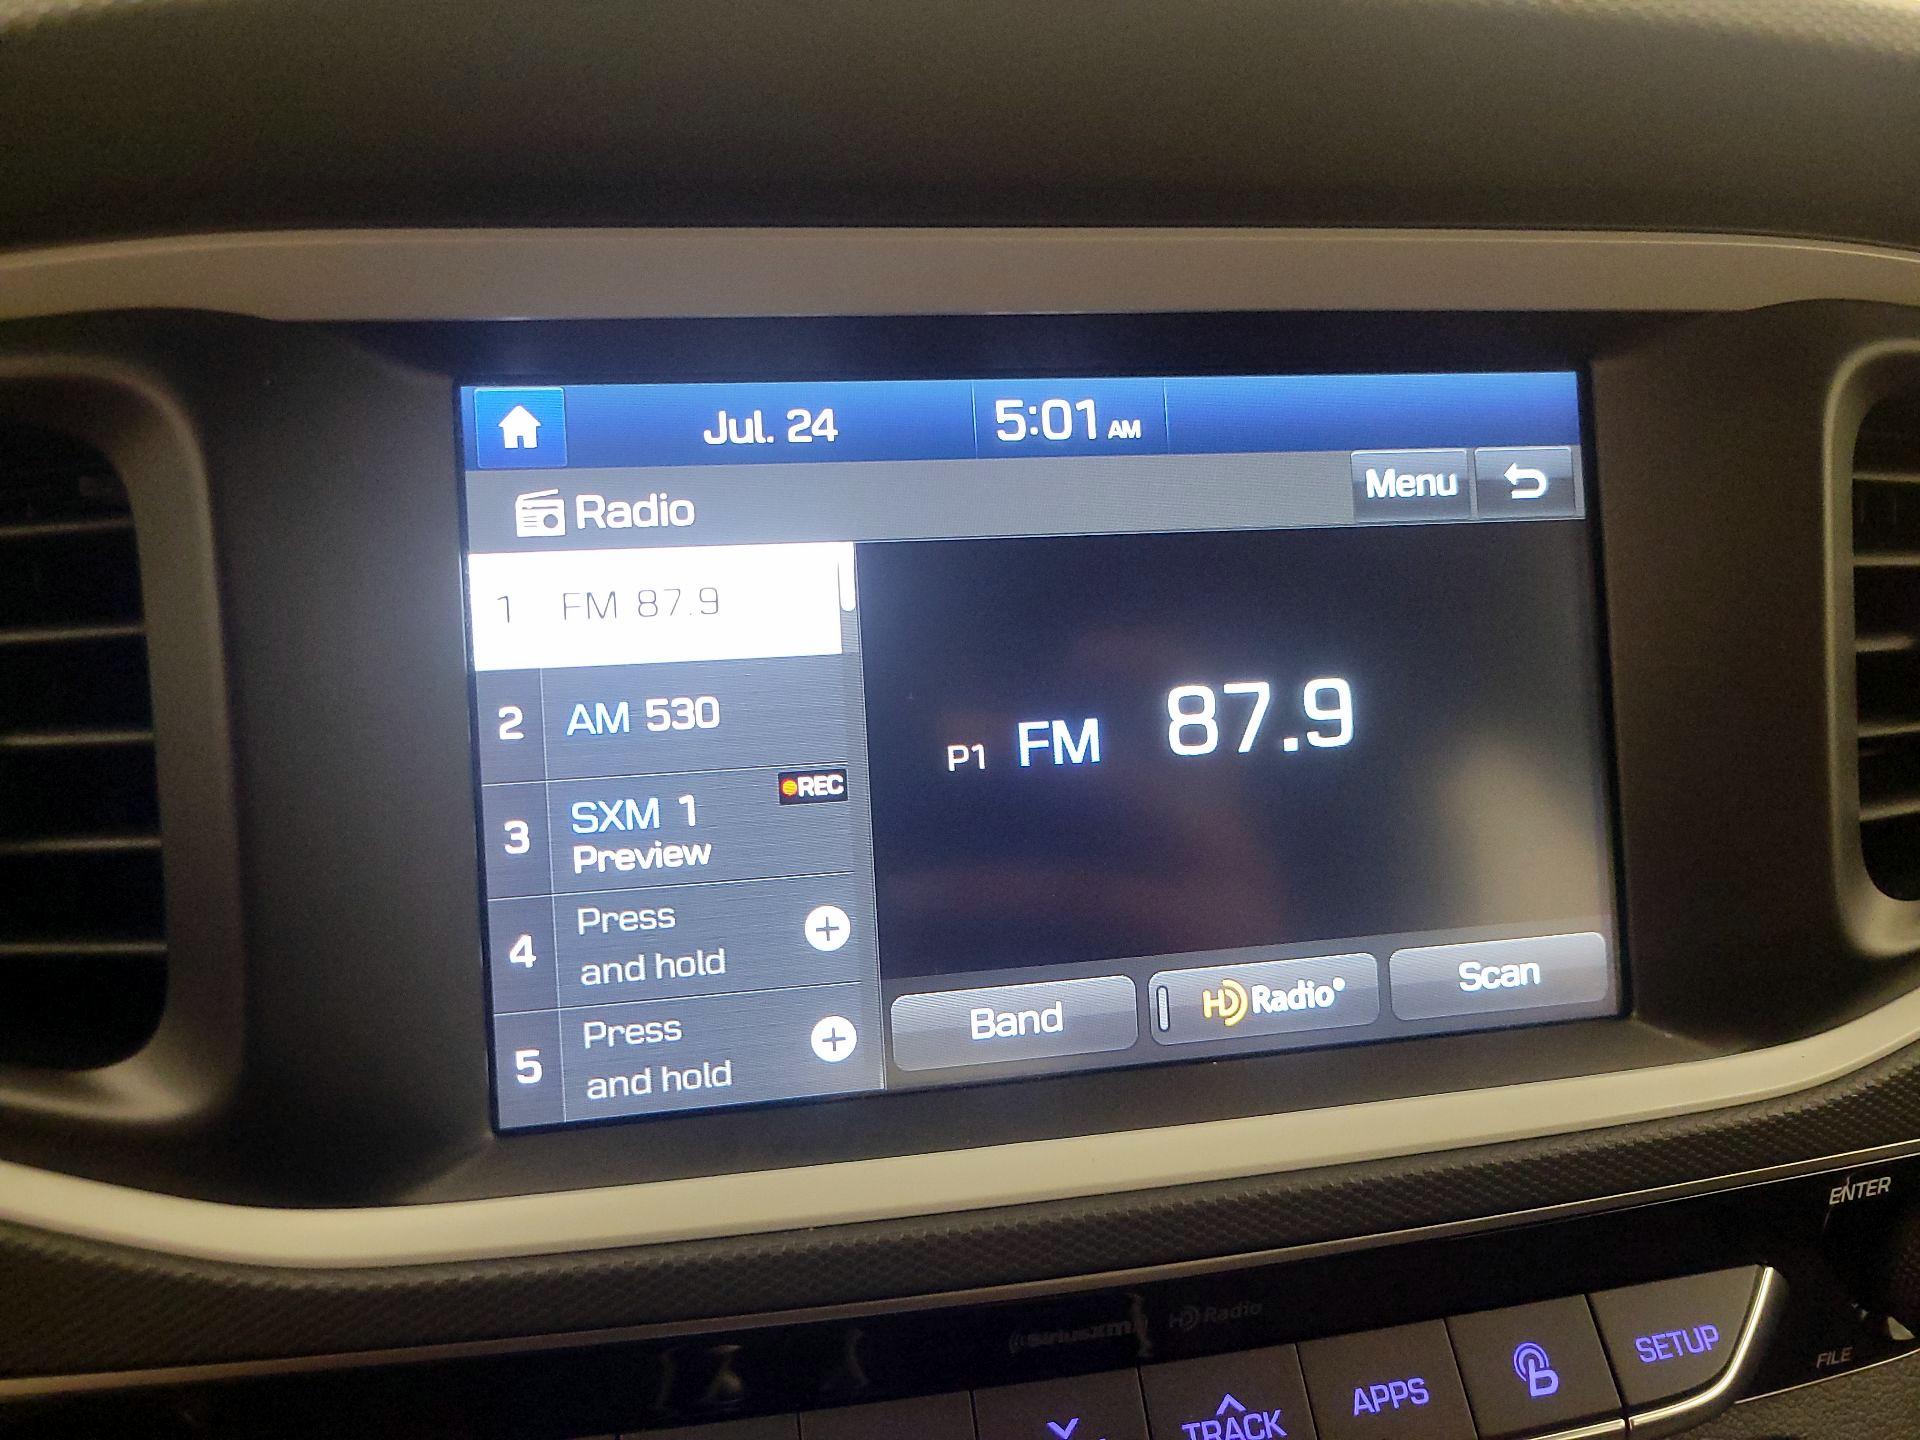 Jul. 24
5:01 AM
Menu
Radio
1 FM 87.9
2 AM 530
REC
3 SXM 1
Preview
4 Press
and hold
5 Press
and hold
P1 FM 87.9
Band
HD Radio
Scan
ENTER
siriusxm
HD Radio
TRACK
APPS
SETUP
FILE